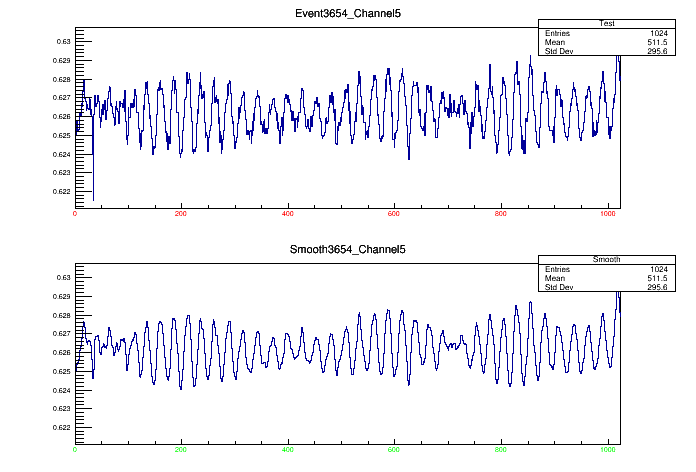 Event3654_Channel5
Test
Entries 1024
Mean 511.5
Std Dev 295.6
0.63
0.629
0.628
0.627
0.626
0.625
0.624
0.623
0.622
0 200 400 600 800 1000
Smooth3654_Channel5
Smooth
Entries 1024
Mean 511.5
Std Dev 295.6
0.63
0.629
0.628
0.627
0.626
0.625
0.624
0.623
0.622
0 200 400 600 800 1000